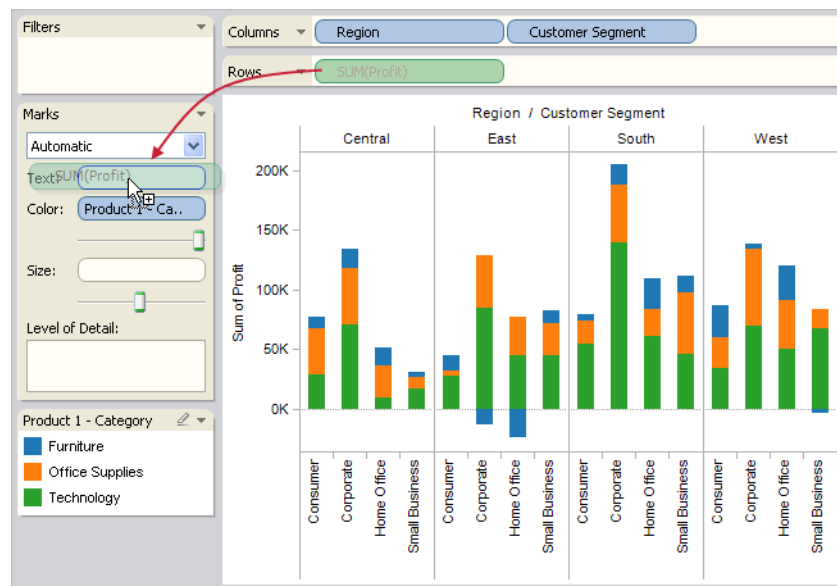 Filters
Columns Region Customer Segment
Rows SUM(Profit)
Marks
Automatic
Text: SUM(Profit)
Color: Product 1 - Ca..
Size:
Level of Detail:
Product 1 - Category
Furniture
Office Supplies
Technology
Region / Customer Segment
Central East South West
200K
150K
100K
50K
0K
Sum of Profit
Consumer Corporate Home Office Small Business Consumer Corporate Home Office Small Business Consumer Corporate Home Office Small Business Consumer Corporate Home Office Small Business